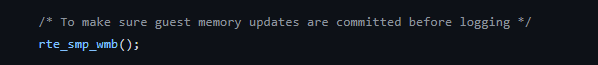 /* To make sure guest memory updates are committed before logging */
rte_smp_wmb();